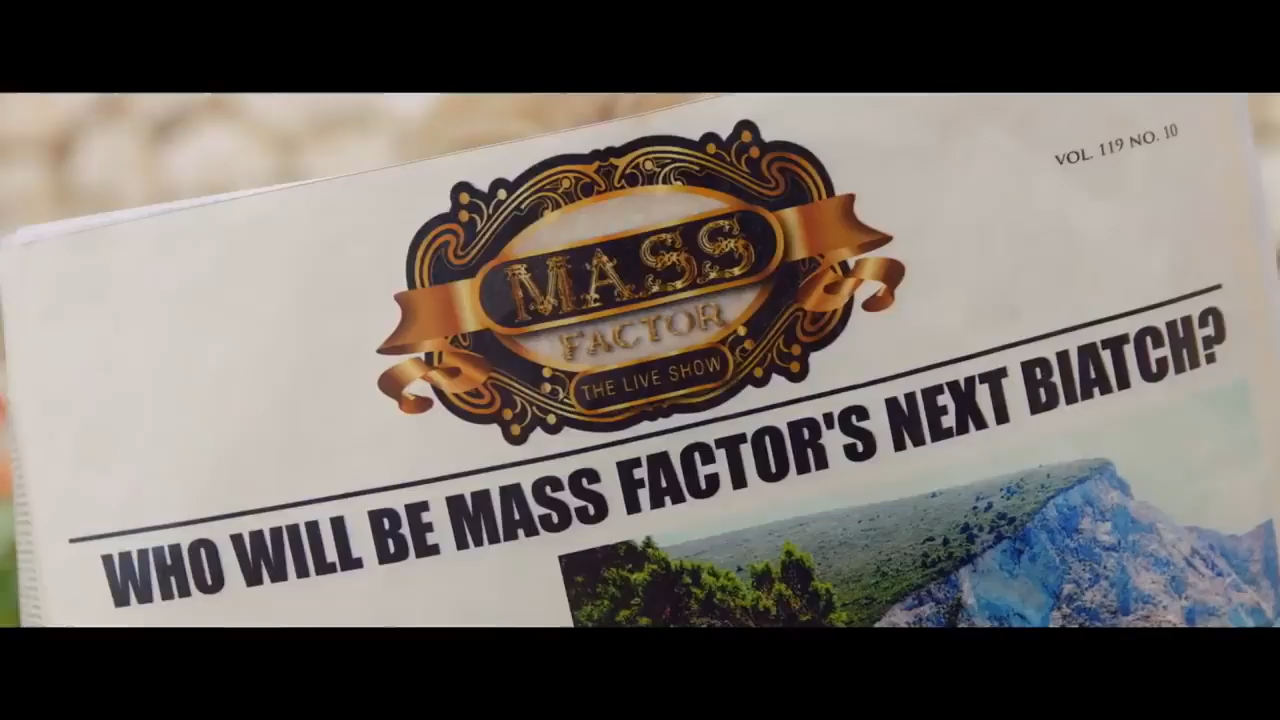 VOL. 119 NO. 10
MASS
FACTOR
THE LIVE SHOW
WHO WILL BE MASS FACTOR'S NEXT BIATCH?